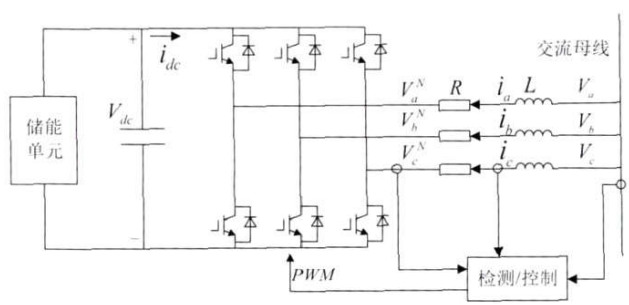 +
i_dc
交流母线
V_a^N
R
i_a
L
V_a
储能
单元
V_dc
V_b^N
i_b
V_b
V_c^N
i_c
V_c
−
PWM
检测/控制